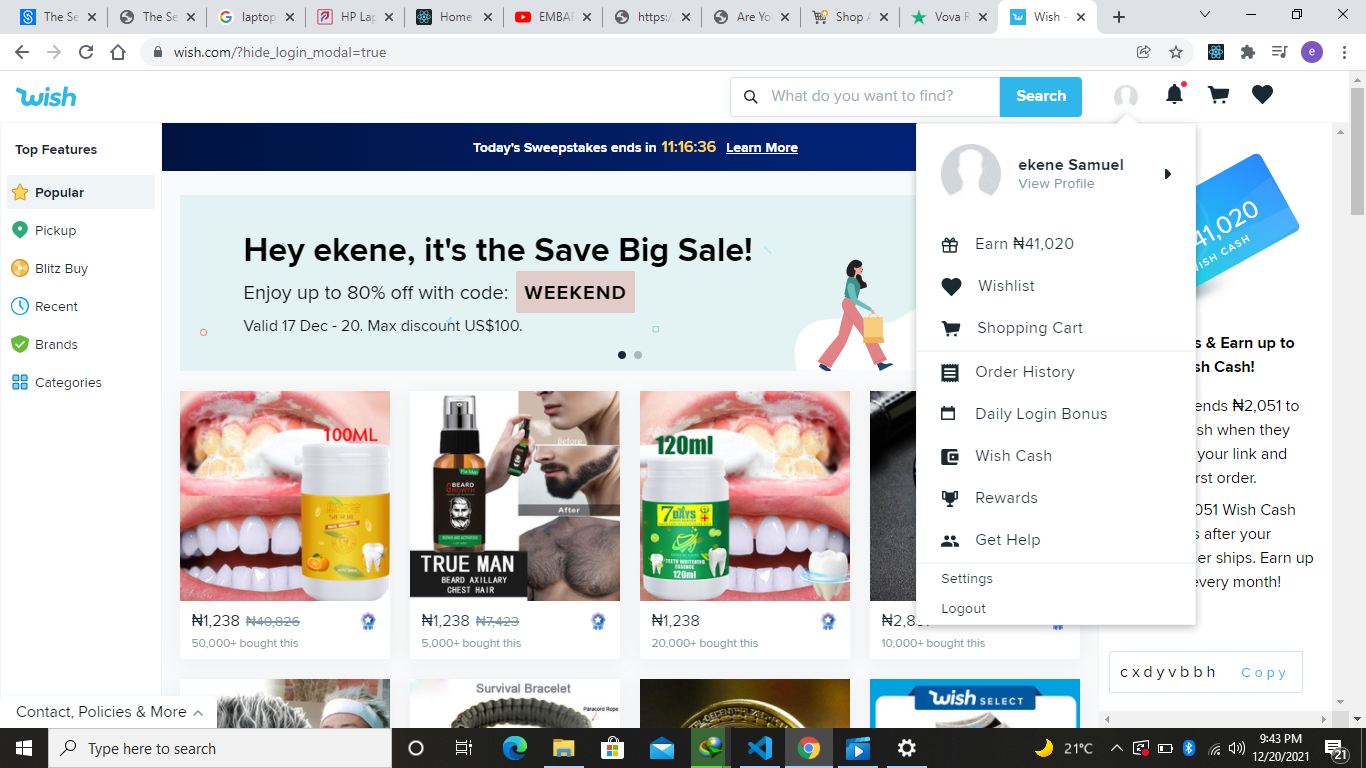 The Se
The Se
laptop
HP Lap
Home
EMBAR
https:/
Are Yo
Shop A
Vova R
Wish -
wish.com/?hide_login_modal=true
e
wish
What do you want to find?
Search
Top Features
Popular
Pickup
Blitz Buy
Recent
Brands
Categories
Today's Sweepstakes ends in 11:16:36 Learn More
Hey ekene, it's the Save Big Sale!
Enjoy up to 80% off with code: WEEKEND
Valid 17 Dec - 20. Max discount US$100.
ekene Samuel
View Profile
Earn ₦41,020
Wishlist
Shopping Cart
Order History
Daily Login Bonus
Wish Cash
Rewards
Get Help
Settings
Logout
41,020
WISH CASH
s & Earn up to
sh Cash!
ends ₦2,051 to
sh when they
your link and
rst order.
051 Wish Cash
s after your
er ships. Earn up
every month!
cxdyvbbh Copy
100ML
₦1,238 ₦40,826
50,000+ bought this
For Men
BEARD
GROWTH
Before
After
TRUE MAN
BEARD AXILLARY
CHEST HAIR
₦1,238 ₦7,423
5,000+ bought this
120ml
7 DAYS
TEETH WHITENING
ESSENCE
120ml
₦1,238
20,000+ bought this
₦2,8
10,000+ bought this
Survival Bracelet
Paracord Rope
wish SELECT
Contact, Policies & More
Type here to search
21°C
9:43 PM
12/20/2021
21